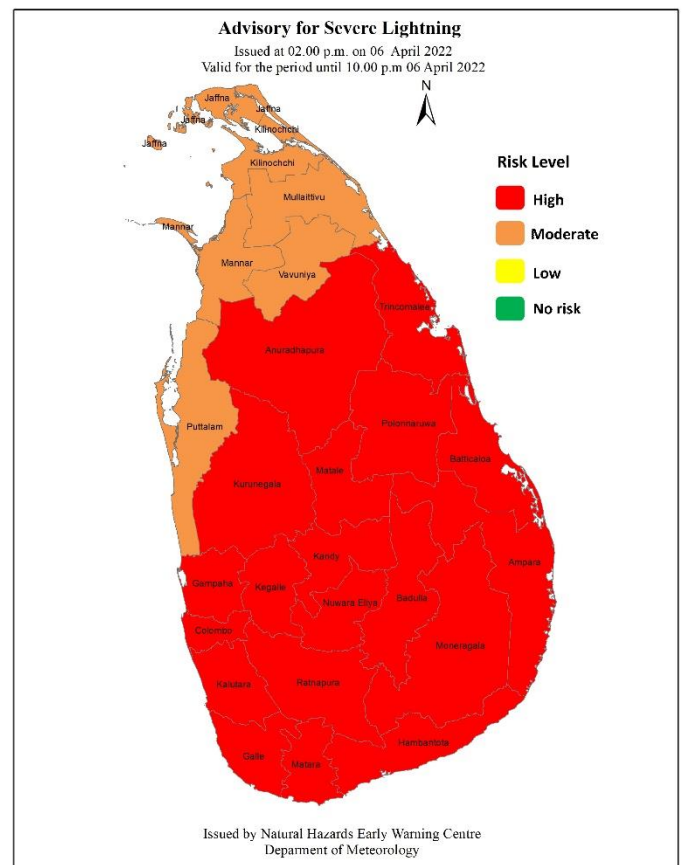 Advisory for Severe Lightning
Issued at 02.00 p.m. on 06 April 2022
Valid for the period until 10.00 p.m 06 April 2022
N
Jaffna
Jaffna
Jaffna
Kilinochchi
Jaffna
Kilinochchi
Risk Level
High
Mullaittivu
Mannar
Moderate
Mannar
Vavuniya
Low
Trincomalee
No risk
Anuradhapura
Puttalam
Polonnaruwa
Batticaloa
Kurunegala
Matale
Kandy
Ampara
Gampaha
Kegalle
Nuwara Eliya
Badulla
Colombo
Moneragala
Kalutara
Ratnapura
Hambantota
Galle
Matara
Issued by Natural Hazards Early Warning Centre
Deparment of Meteorology